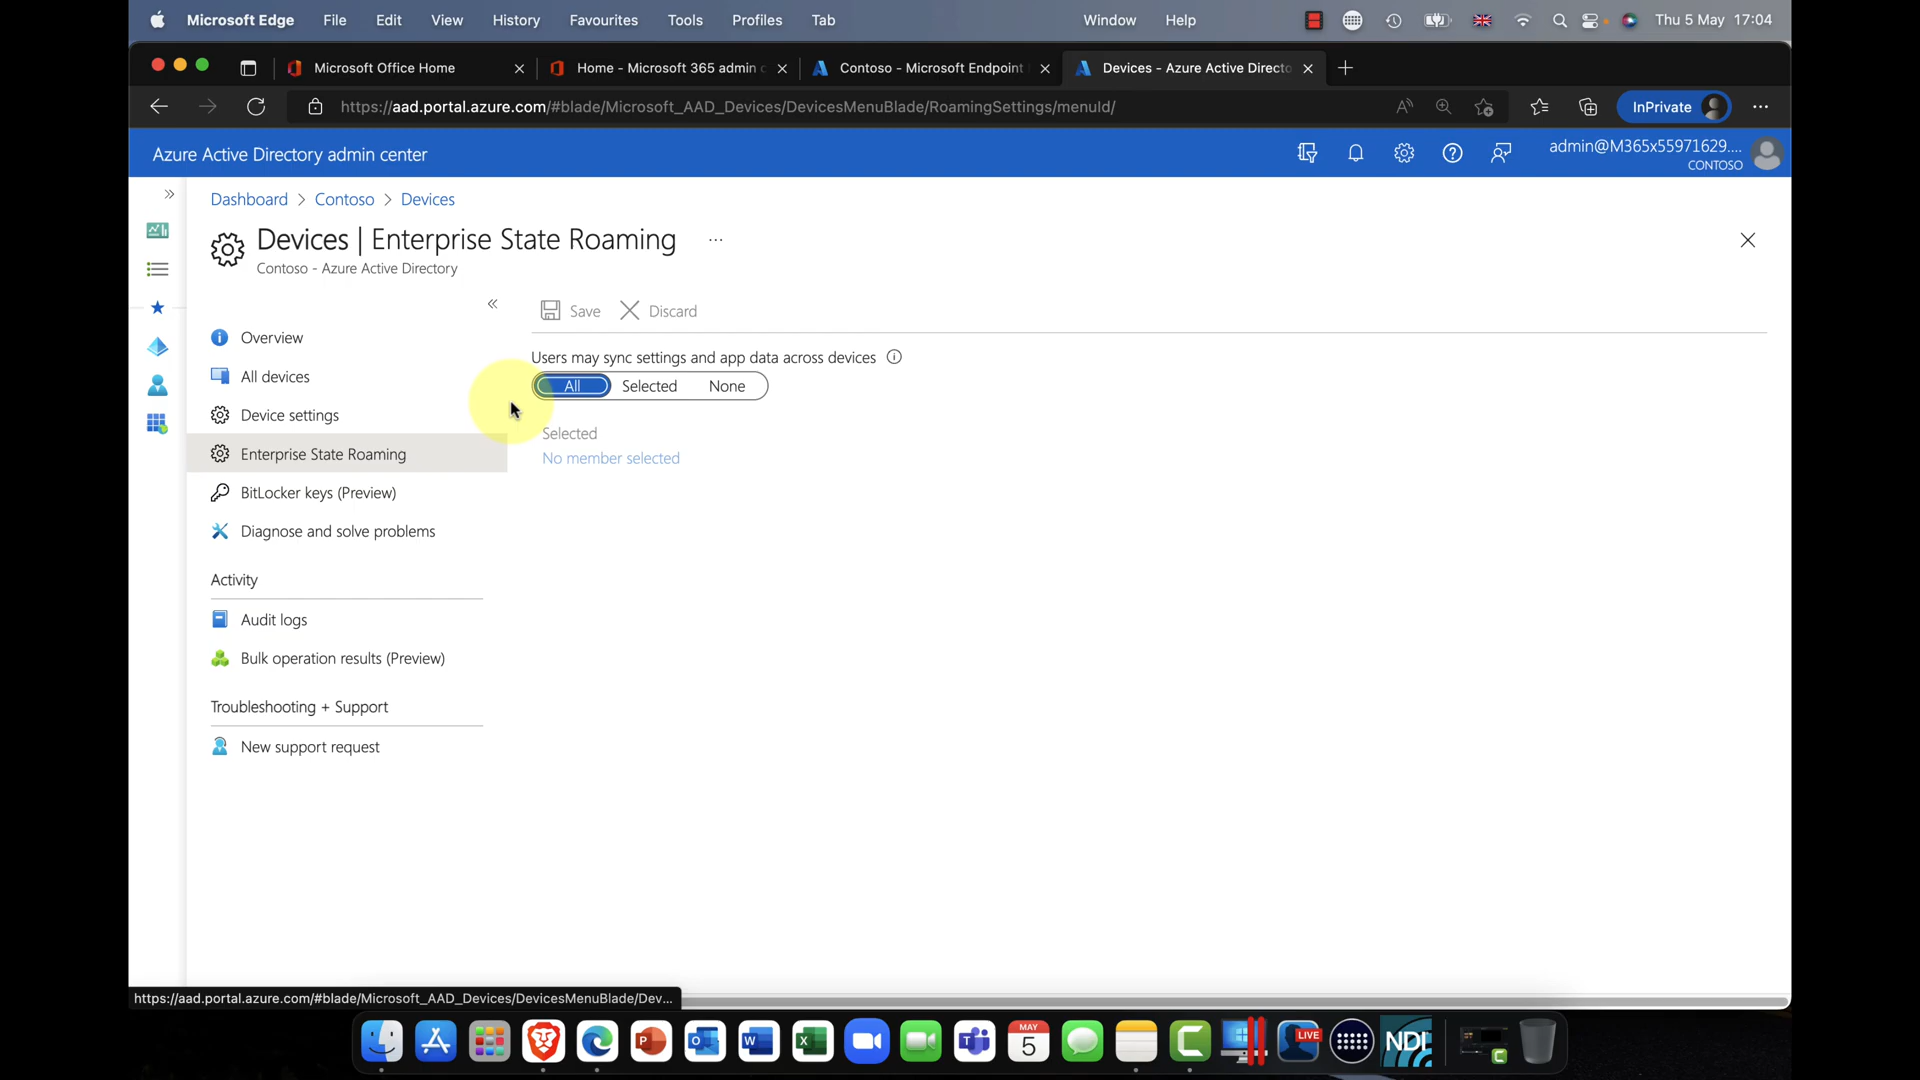 Microsoft Edge File Edit View History Favourites Tools Profiles Tab Window Help Thu 5 May 17:04
Microsoft Office Home
Home - Microsoft 365 admin c
Contoso - Microsoft Endpoint
Devices - Azure Active Directo
https://aad.portal.azure.com/#blade/Microsoft_AAD_Devices/DevicesMenuBlade/RoamingSettings/menuId/
InPrivate
Azure Active Directory admin center
admin@M365x55971629....
CONTOSO
Dashboard > Contoso > Devices
Devices | Enterprise State Roaming ...
Contoso - Azure Active Directory
Save
Discard
Overview
All devices
Device settings
Enterprise State Roaming
BitLocker keys (Preview)
Diagnose and solve problems
Activity
Audit logs
Bulk operation results (Preview)
Troubleshooting + Support
New support request
Users may sync settings and app data across devices
All Selected None
Selected
No member selected
https://aad.portal.azure.com/#blade/Microsoft_AAD_Devices/DevicesMenuBlade/Dev...
MAY
5
LIVE
NDI